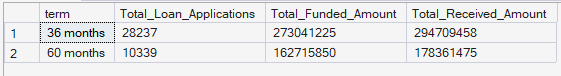 term Total_Loan_Applications Total_Funded_Amount Total_Received_Amount
1 36 months 28237 273041225 294709458
2 60 months 10339 162715850 178361475